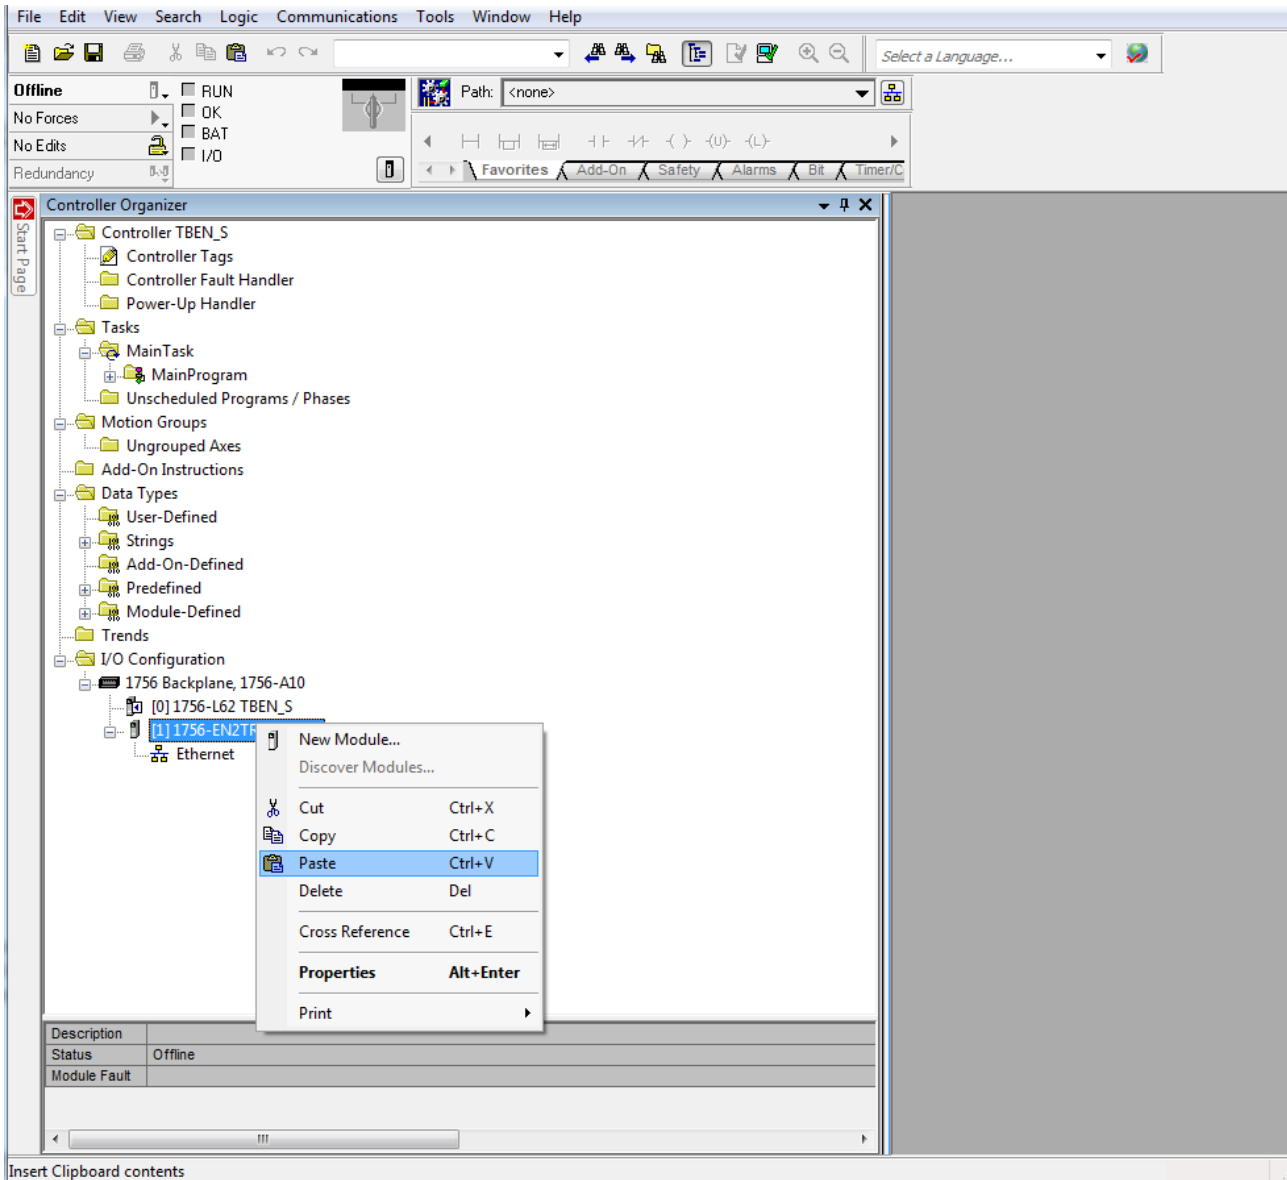 File Edit View Search Logic Communications Tools Window Help
Select a Language...
Offline
RUN
Path: <none>
No Forces
OK
No Edits
BAT
I/O
Redundancy
Favorites Add-On Safety Alarms Bit Timer/C
Start Page
Controller Organizer
Controller TBEN_S
Controller Tags
Controller Fault Handler
Power-Up Handler
Tasks
MainTask
MainProgram
Unscheduled Programs / Phases
Motion Groups
Ungrouped Axes
Add-On Instructions
Data Types
User-Defined
Strings
Add-On-Defined
Predefined
Module-Defined
Trends
I/O Configuration
1756 Backplane, 1756-A10
[0] 1756-L62 TBEN_S
[1] 1756-EN2TR
Ethernet
New Module...
Discover Modules...
Cut Ctrl+X
Copy Ctrl+C
Paste Ctrl+V
Delete Del
Cross Reference Ctrl+E
Properties Alt+Enter
Print
Description
Status Offline
Module Fault
Insert Clipboard contents